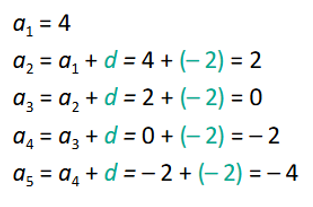 a₁ = 4
a₂ = a₁ + d = 4 + (– 2) = 2
a₃ = a₂ + d = 2 + (– 2) = 0
a₄ = a₃ + d = 0 + (– 2) = – 2
a₅ = a₄ + d = – 2 + (– 2) = – 4